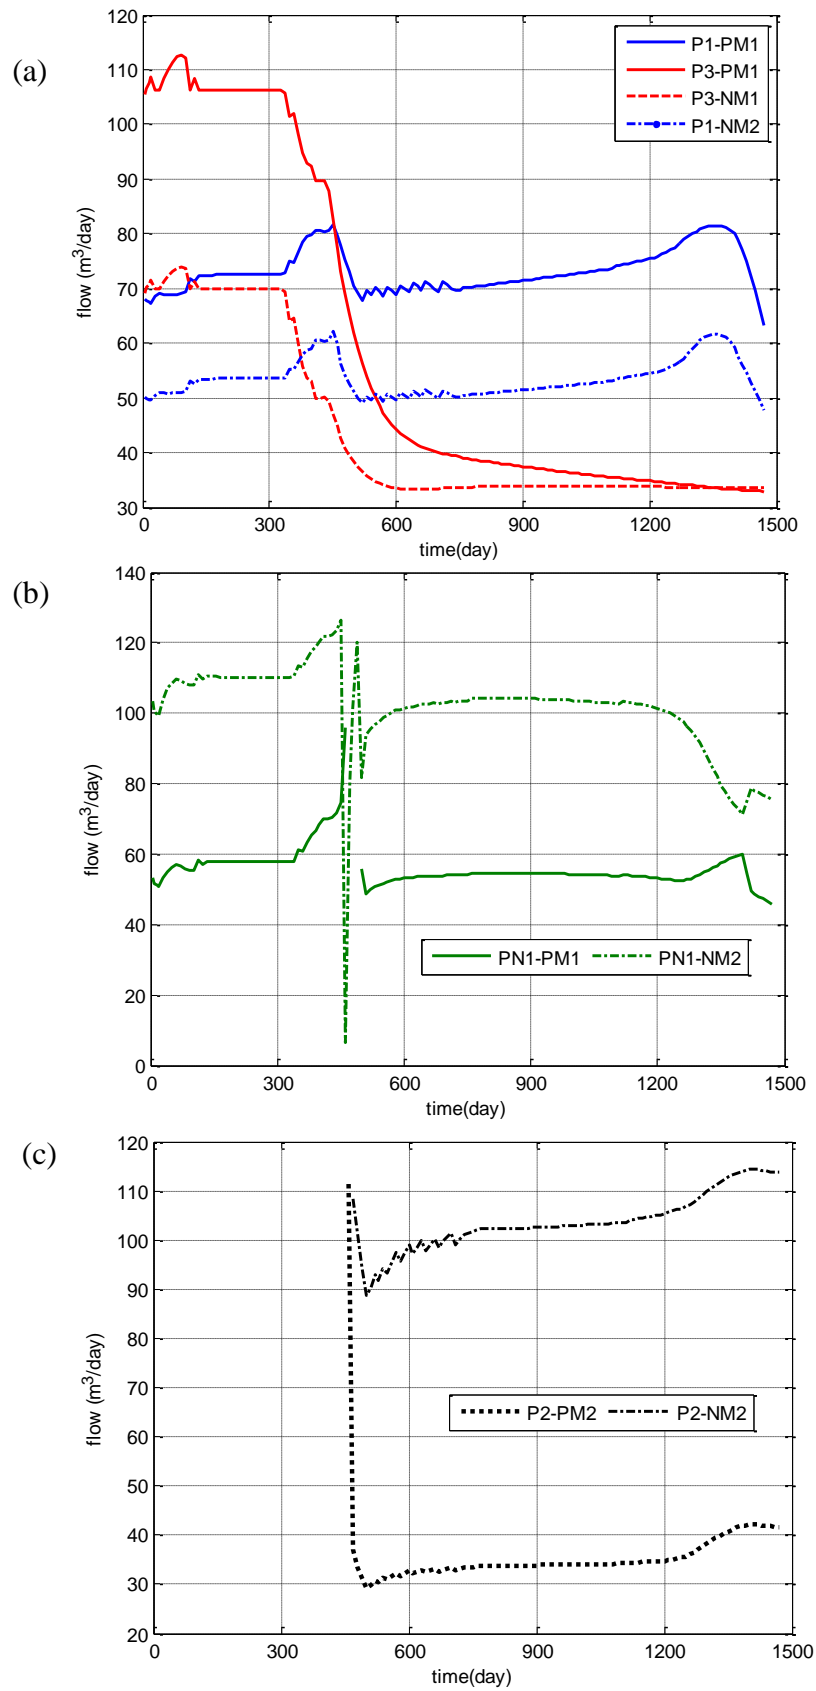 (a)
120
110
100
90
80
70
60
50
40
30
flow (m³/day)
P1-PM1
P3-PM1
P3-NM1
P1-NM2
0 300 600 900 1200 1500
time(day)
(b)
140
120
100
80
60
40
20
0
flow (m³/day)
PN1-PM1 PN1-NM2
0 300 600 900 1200 1500
time(day)
(c)
120
110
100
90
80
70
60
50
40
30
20
flow (m³/day)
P2-PM2 P2-NM2
0 300 600 900 1200 1500
time(day)